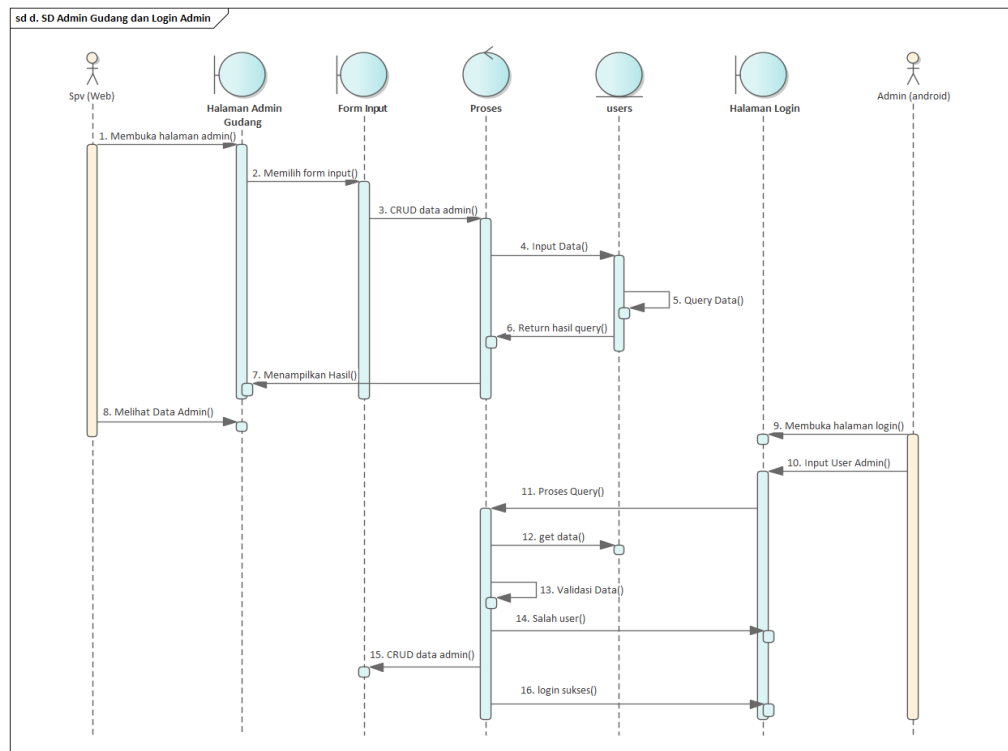 sd d. SD Admin Gudang dan Login Admin
Spv (Web)
Halaman Admin
Gudang
Form Input
Proses
users
Halaman Login
Admin (android)
1. Membuka halaman admin()
2. Memilih form input()
3. CRUD data admin()
4. Input Data()
5. Query Data()
6. Return hasil query()
7. Menampilkan Hasil()
8. Melihat Data Admin()
9. Membuka halaman login()
10. Input User Admin()
11. Proses Query()
12. get data()
13. Validasi Data()
14. Salah user()
15. CRUD data admin()
16. login sukses()